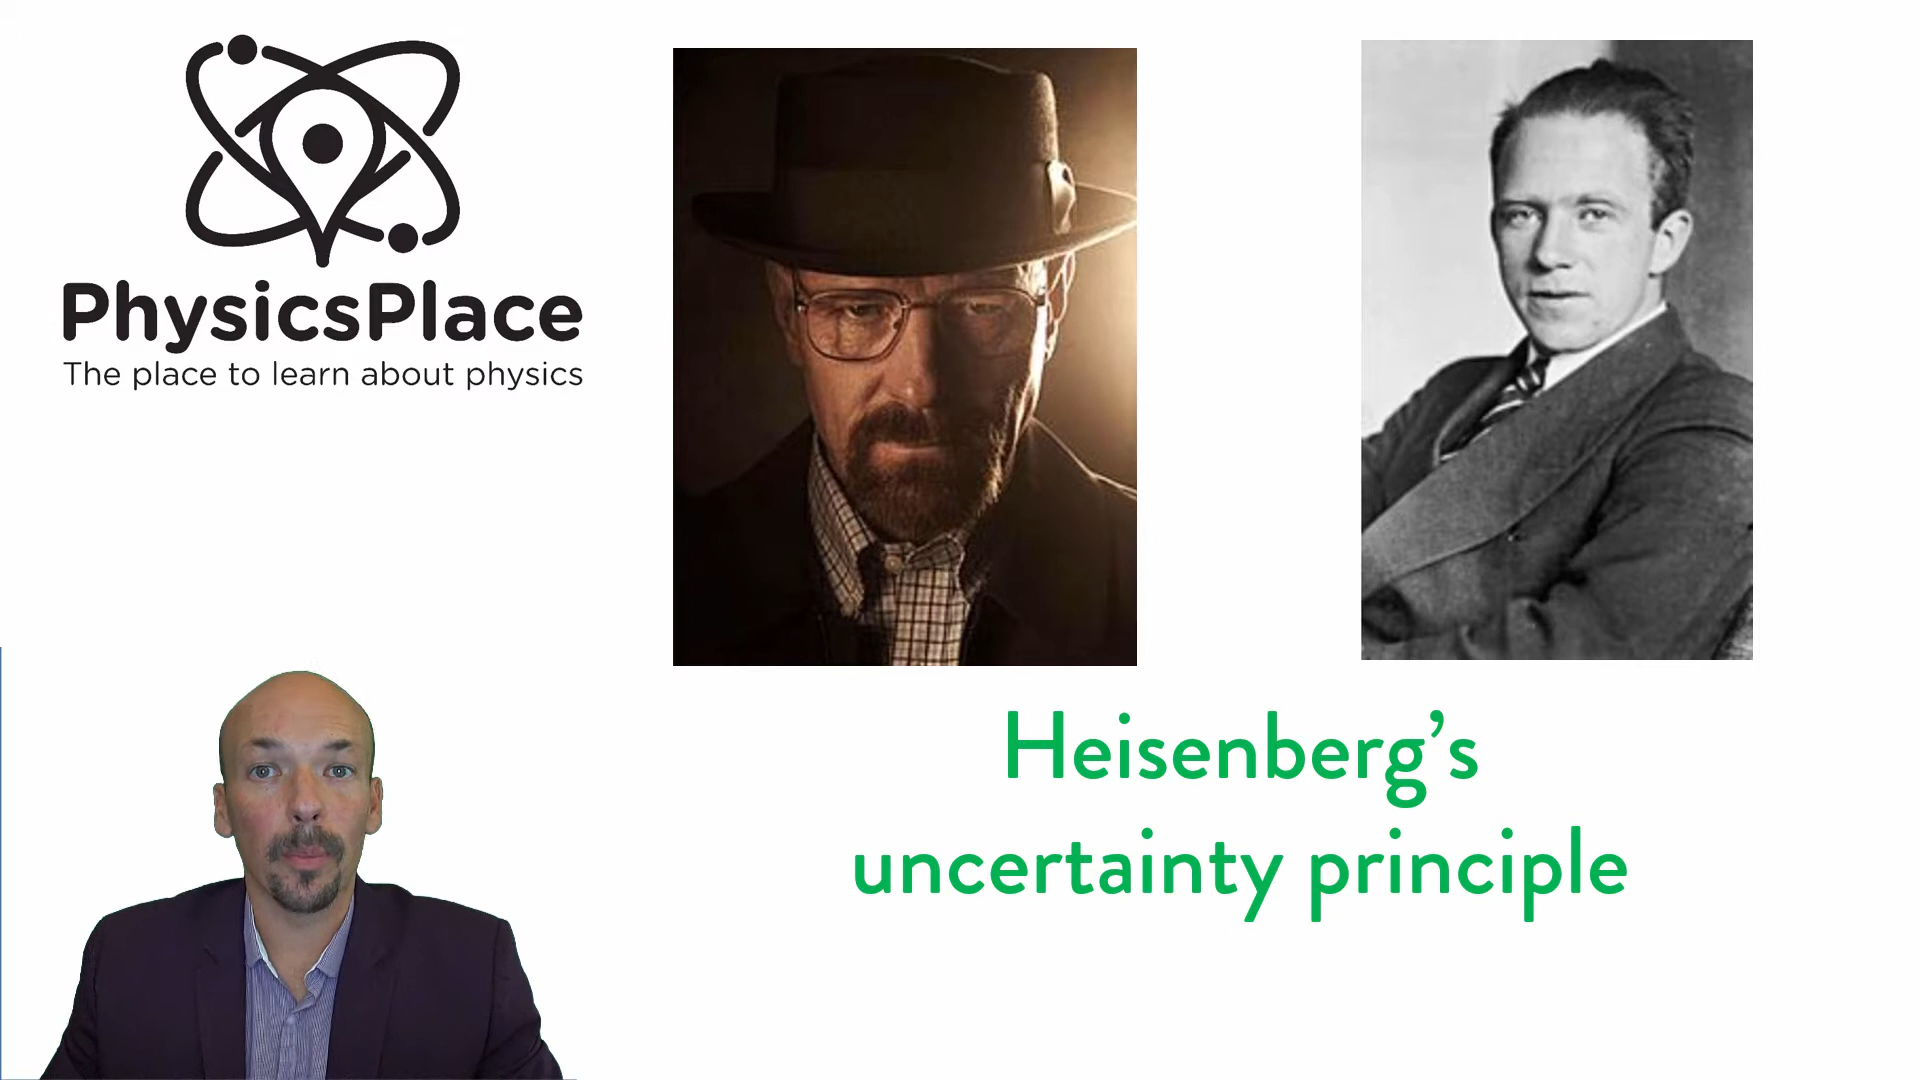 PhysicsPlace
The place to learn about physics
Heisenberg’s
uncertainty principle